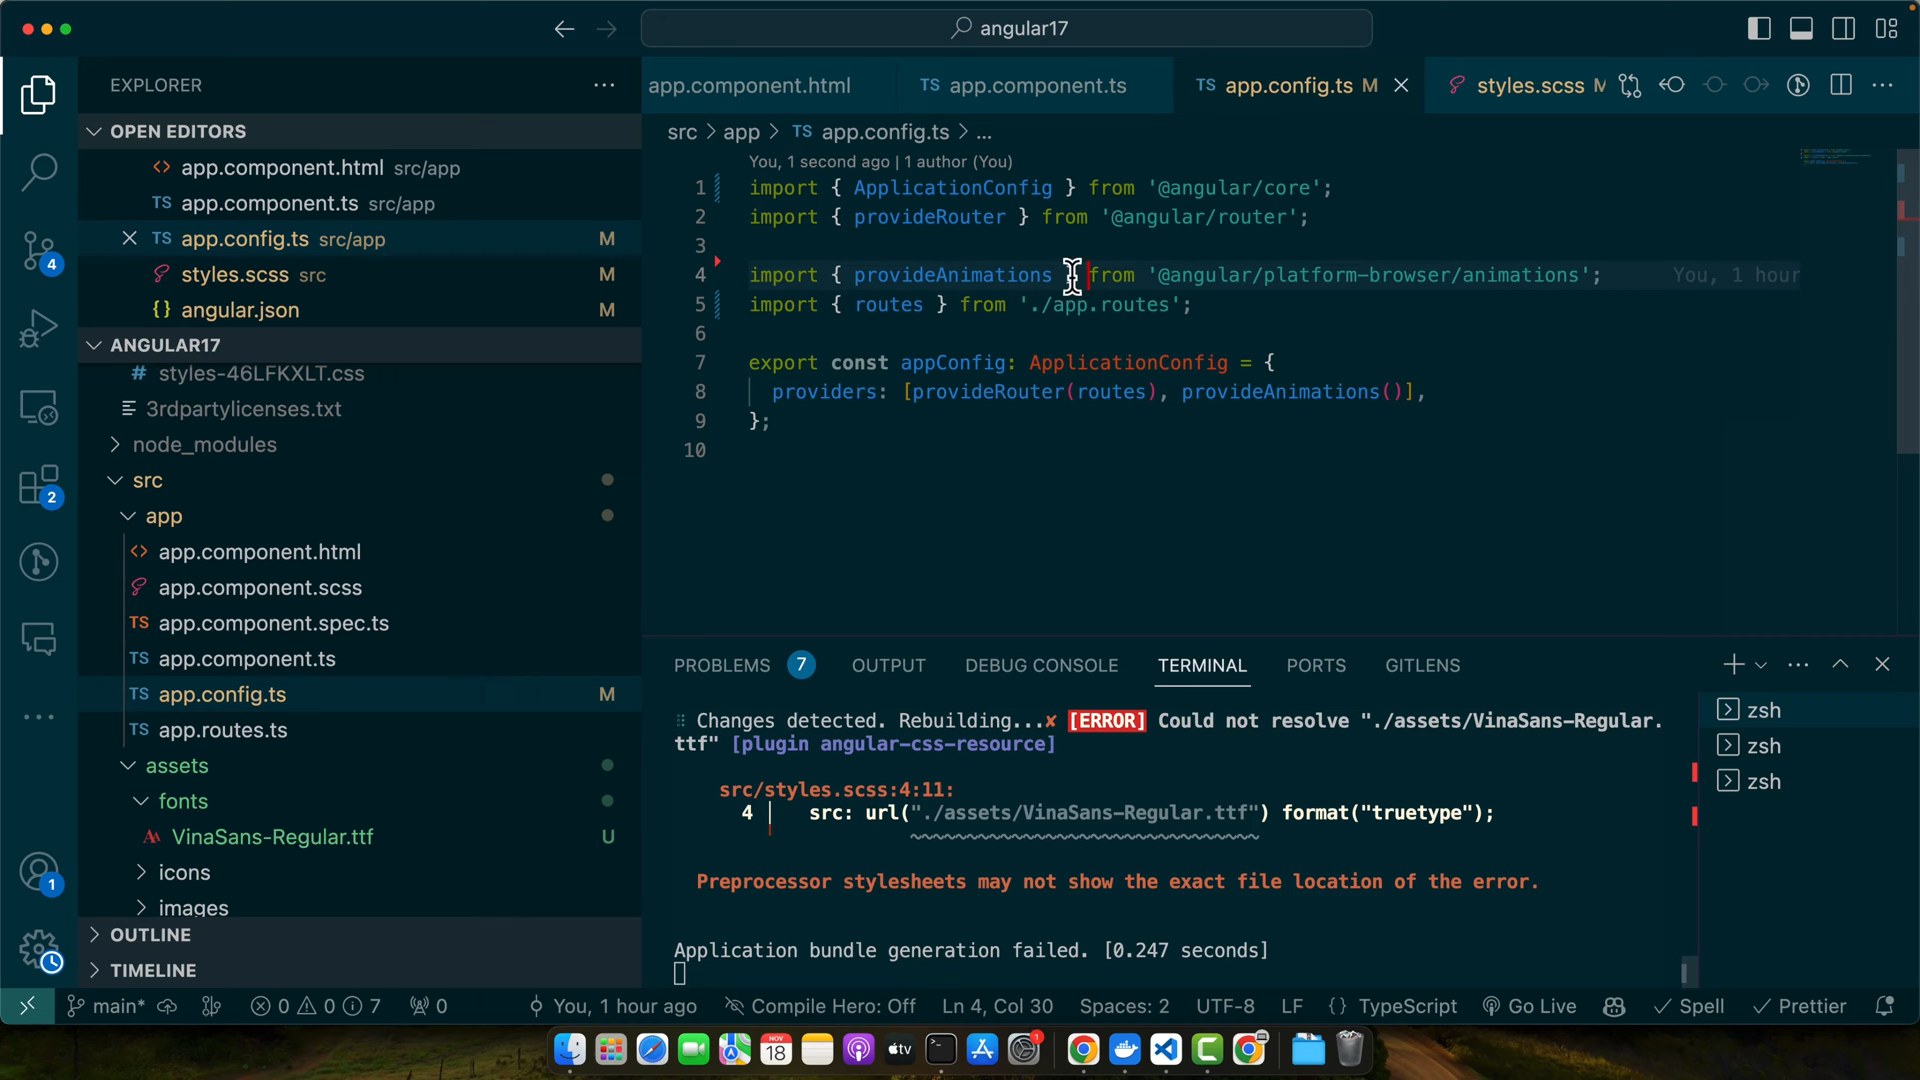 angular17
EXPLORER
app.component.html
TS app.component.ts
TS app.config.ts M
styles.scss M
OPEN EDITORS
app.component.html src/app
TS app.component.ts src/app
TS app.config.ts src/app M
styles.scss src M
{} angular.json M
ANGULAR17
# styles-46LFKXLT.css
3rdpartylicenses.txt
node_modules
src
app
app.component.html
app.component.scss
TS app.component.spec.ts
TS app.component.ts
TS app.config.ts M
TS app.routes.ts
assets
fonts
VinaSans-Regular.ttf U
icons
images
OUTLINE
TIMELINE
4
2
1
src > app > TS app.config.ts > ...
You, 1 second ago | 1 author (You)
1 import { ApplicationConfig } from '@angular/core';
2 import { provideRouter } from '@angular/router';
3
4 import { provideAnimations } from '@angular/platform-browser/animations'; You, 1 hour
5 import { routes } from './app.routes';
6
7 export const appConfig: ApplicationConfig = {
8 providers: [provideRouter(routes), provideAnimations()],
9 };
10
PROBLEMS 7 OUTPUT DEBUG CONSOLE TERMINAL PORTS GITLENS
Changes detected. Rebuilding...✘ [ERROR] Could not resolve "./assets/VinaSans-Regular.
ttf" [plugin angular-css-resource]
src/styles.scss:4:11:
4 │ src: url("./assets/VinaSans-Regular.ttf") format("truetype");
Preprocessor stylesheets may not show the exact file location of the error.
Application bundle generation failed. [0.247 seconds]
zsh
zsh
zsh
main* 0 0 7 0 You, 1 hour ago Compile Hero: Off Ln 4, Col 30 Spaces: 2 UTF-8 LF {} TypeScript Go Live Spell Prettier
NOV
18
tv
1